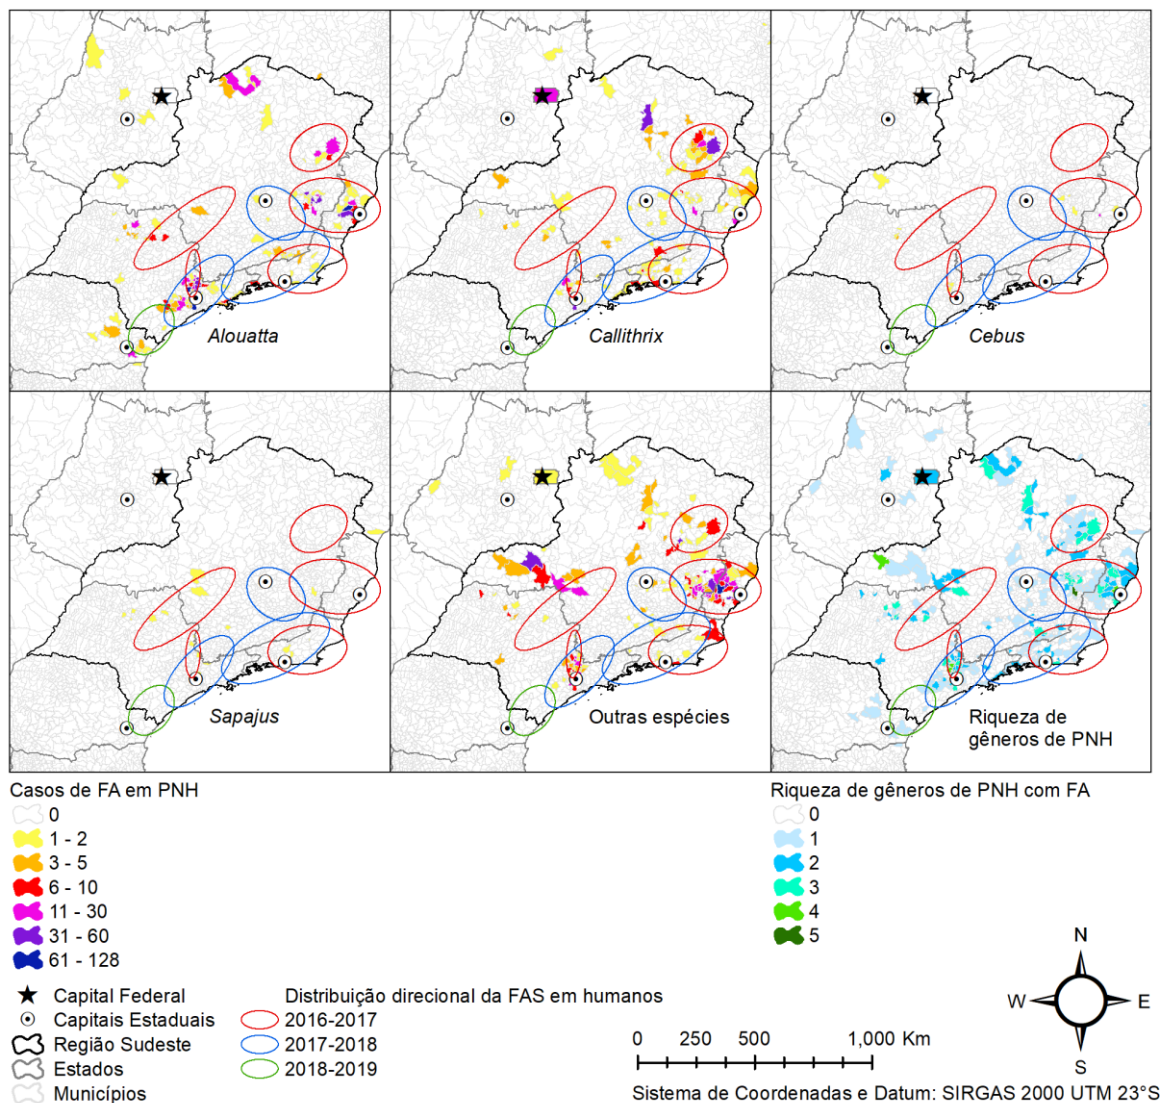 Alouatta
Callithrix
Cebus
Sapajus
Outras espécies
Riqueza de
gêneros de PNH
Casos de FA em PNH
0
1 - 2
3 - 5
6 - 10
11 - 30
31 - 60
61 - 128
Capital Federal
Capitais Estaduais
Região Sudeste
Estados
Municípios
Distribuição direcional da FAS em humanos
2016-2017
2017-2018
2018-2019
Riqueza de gêneros de PNH com FA
0
1
2
3
4
5
N
W E
S
0 250 500 1,000 Km
Sistema de Coordenadas e Datum: SIRGAS 2000 UTM 23°S